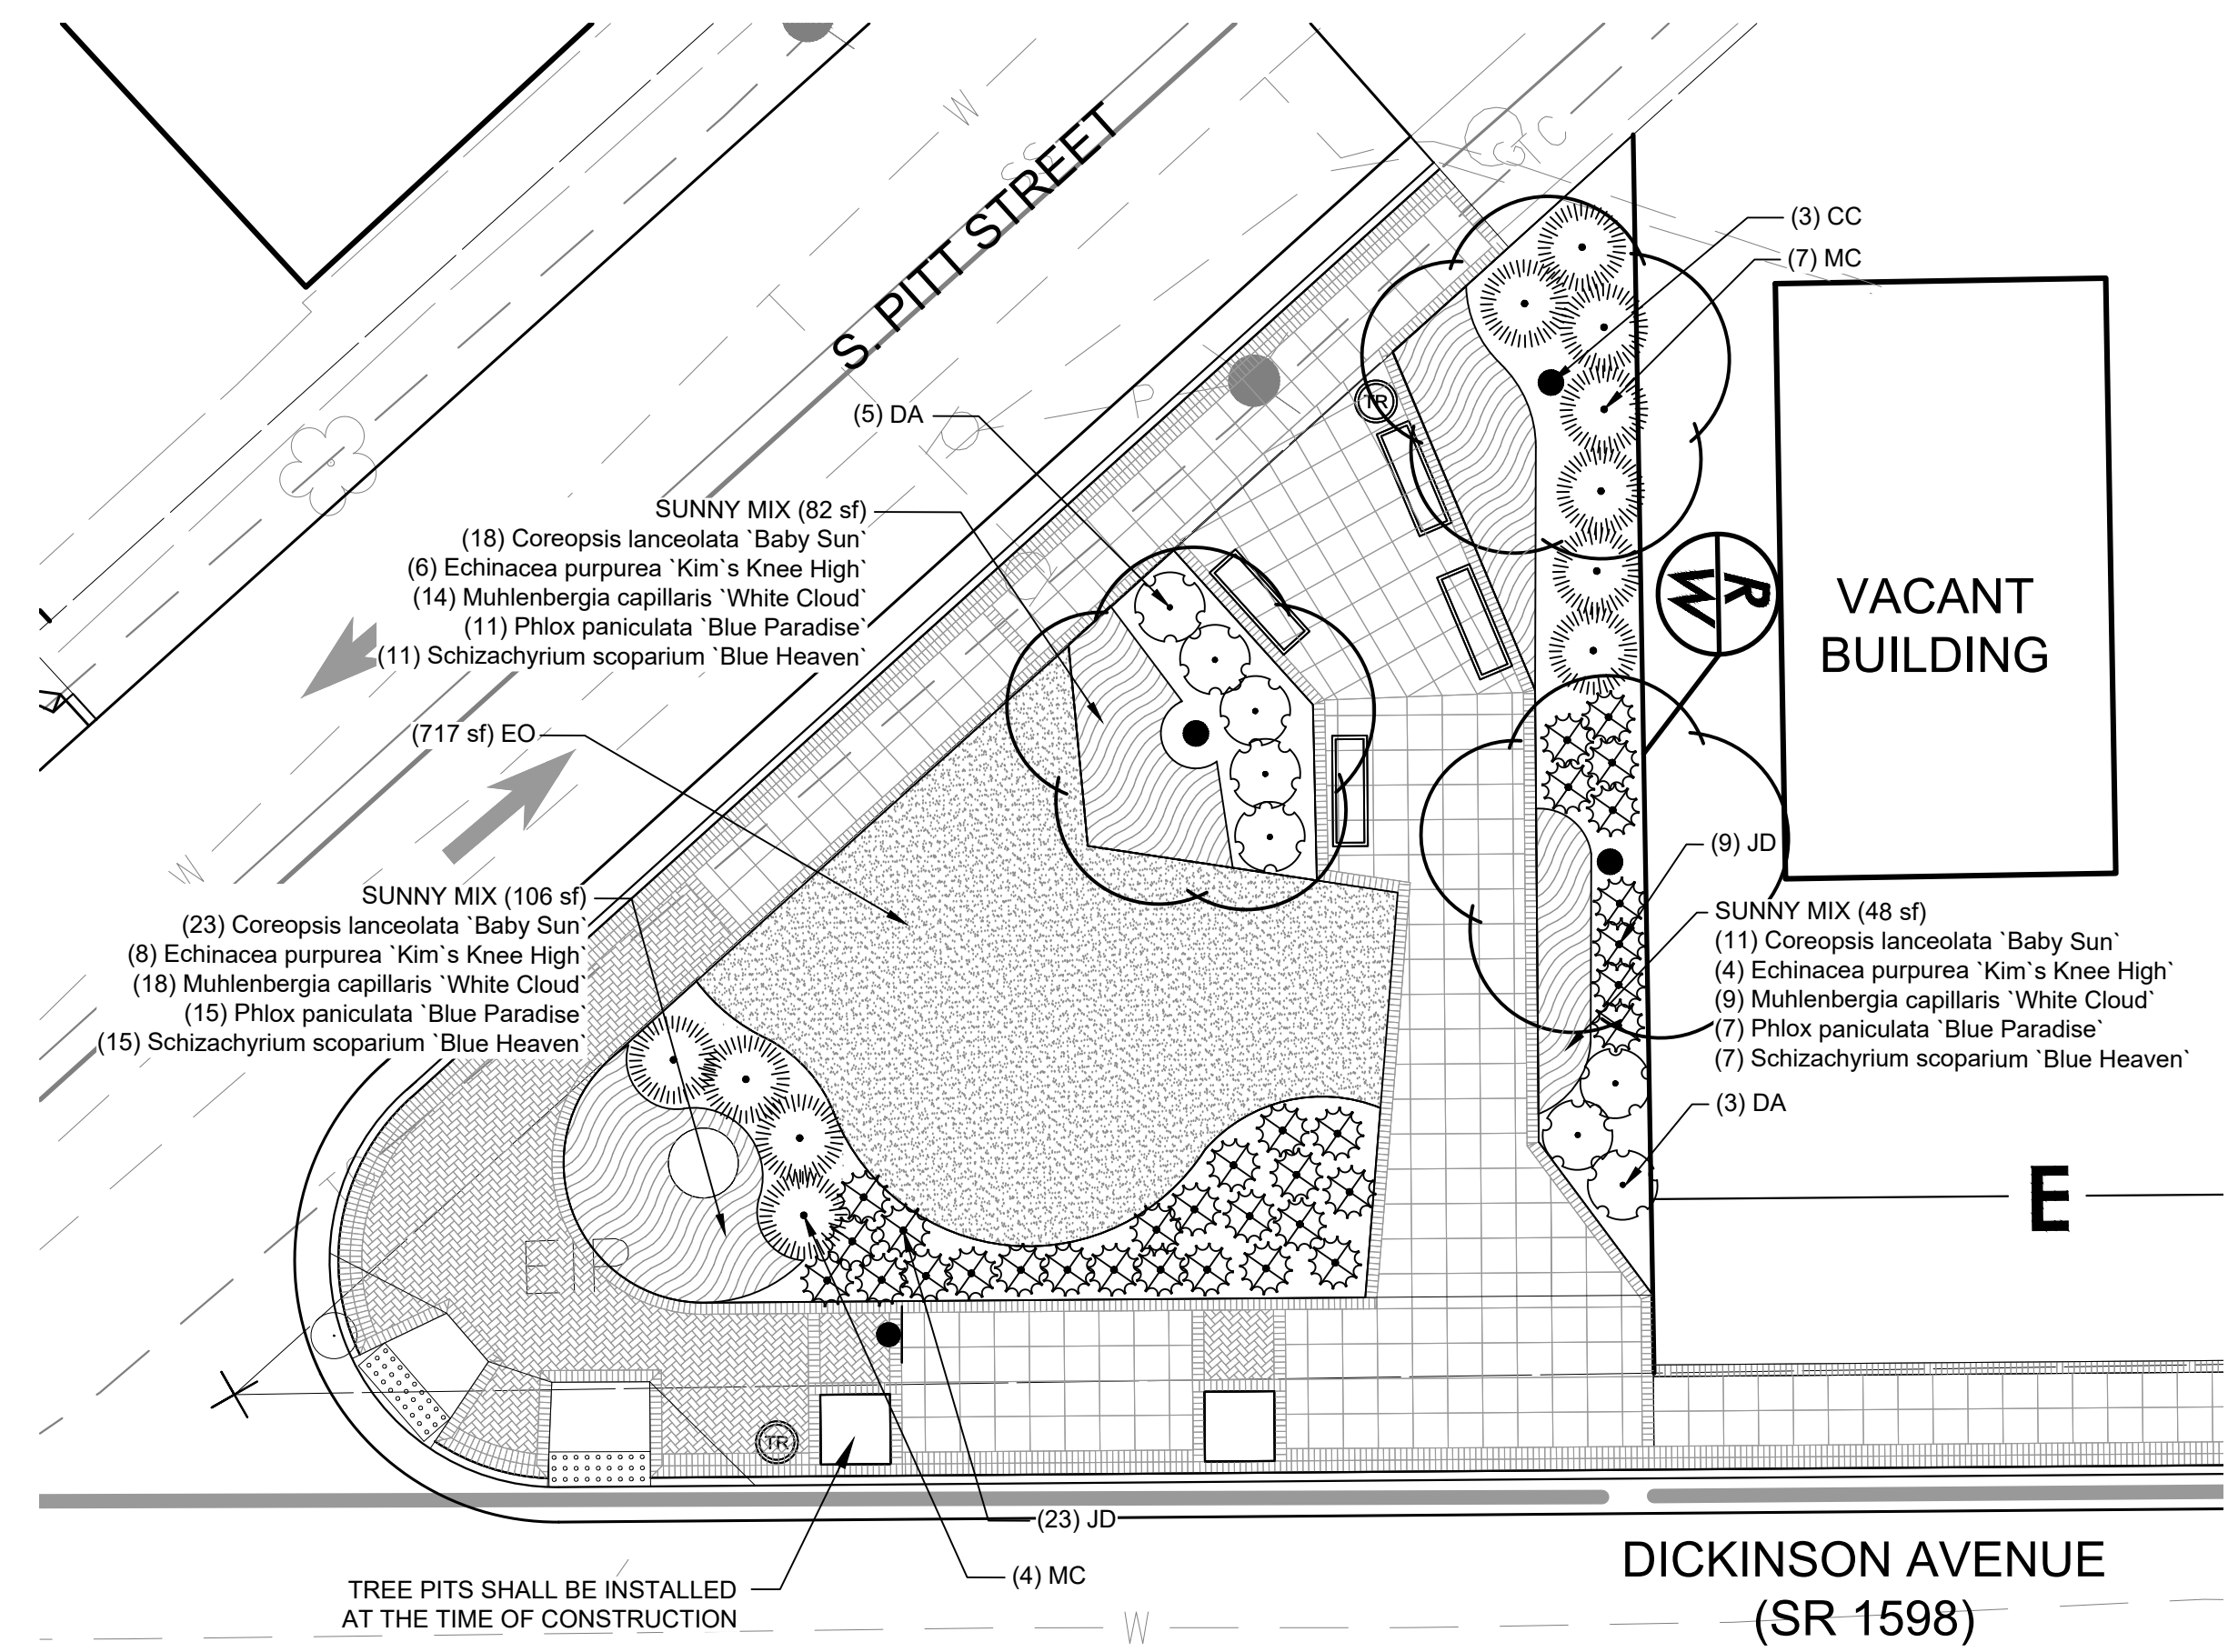 S. PITT STREET
(3) CC
(7) MC
(5) DA
SUNNY MIX (82 sf)
(18) Coreopsis lanceolata `Baby Sun`
(6) Echinacea purpurea `Kim`s Knee High`
(14) Muhlenbergia capillaris `White Cloud`
(11) Phlox paniculata `Blue Paradise`
(11) Schizachyrium scoparium `Blue Heaven`
TR
R
W
VACANT
BUILDING
(717 sf) EO
(9) JD
SUNNY MIX (106 sf)
(23) Coreopsis lanceolata `Baby Sun`
(8) Echinacea purpurea `Kim`s Knee High`
(18) Muhlenbergia capillaris `White Cloud`
(15) Phlox paniculata `Blue Paradise`
(15) Schizachyrium scoparium `Blue Heaven`
SUNNY MIX (48 sf)
(11) Coreopsis lanceolata `Baby Sun`
(4) Echinacea purpurea `Kim`s Knee High`
(9) Muhlenbergia capillaris `White Cloud`
(7) Phlox paniculata `Blue Paradise`
(7) Schizachyrium scoparium `Blue Heaven`
(3) DA
E
TR
(23) JD
(4) MC
TREE PITS SHALL BE INSTALLED
AT THE TIME OF CONSTRUCTION
DICKINSON AVENUE
(SR 1598)
W